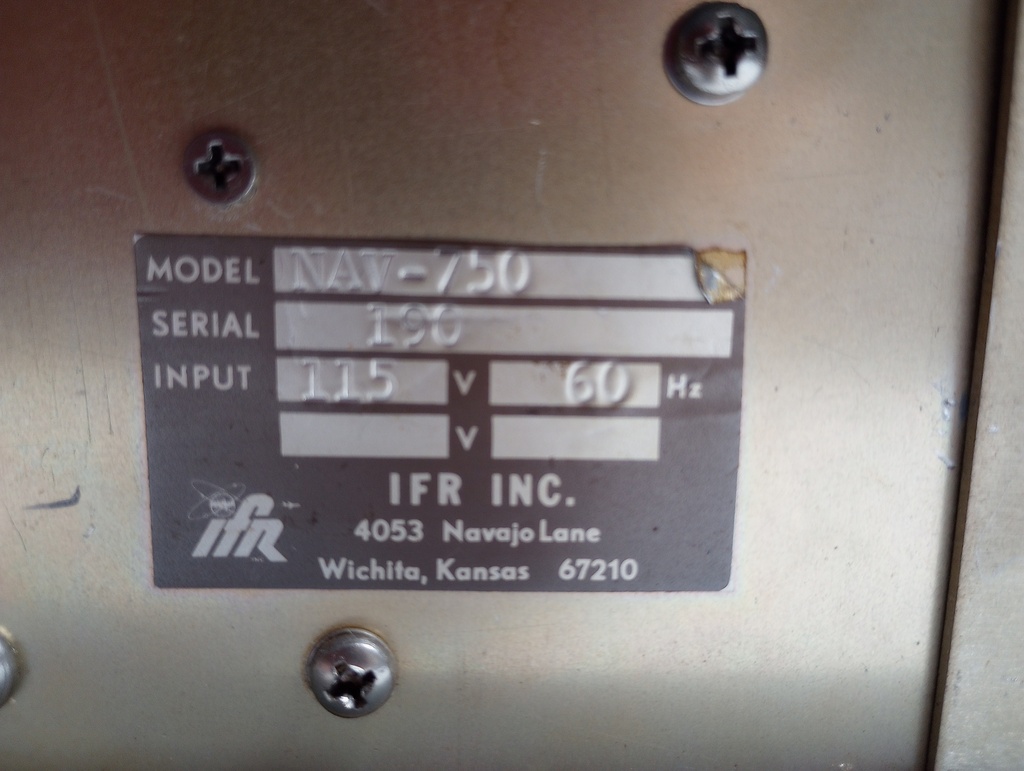 MODEL NAV-750
SERIAL 190
INPUT 115 V 60 Hz
V
IFR INC.
ifr
4053 Navajo Lane
Wichita, Kansas 67210